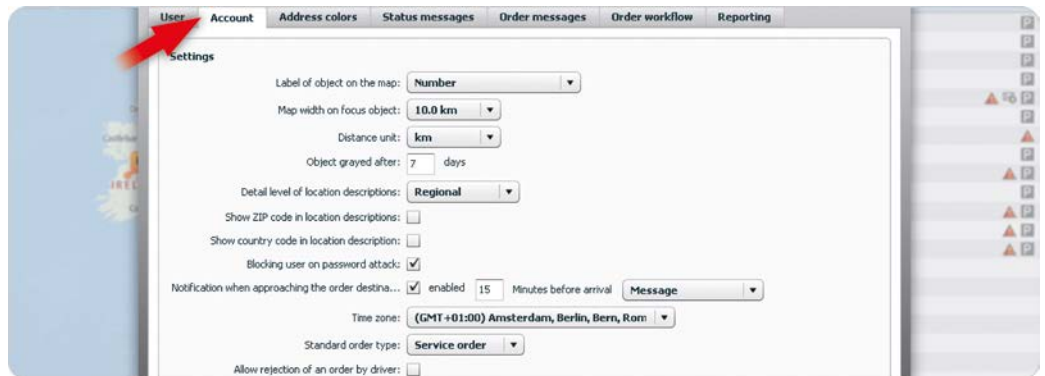 User Account Address colors Status messages Order messages Order workflow Reporting
Settings
Label of object on the map: Number
Map width on focus object: 10.0 km
Distance unit: km
Object grayed after: 7 days
Detail level of location descriptions: Regional
Show ZIP code in location descriptions:
Show country code in location description:
Blocking user on password attack:
Notification when approaching the order destina... enabled 15 Minutes before arrival Message
Time zone: (GMT+01:00) Amsterdam, Berlin, Bern, Rom
Standard order type: Service order
Allow rejection of an order by driver: